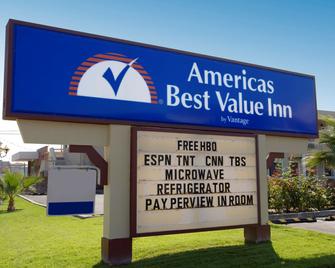 Americas
Best Value Inn
by Vantage
FREE HBO
ESPN TNT CNN TBS
MICROWAVE
REFRIGERATOR
PAY PERVIEW IN ROOM